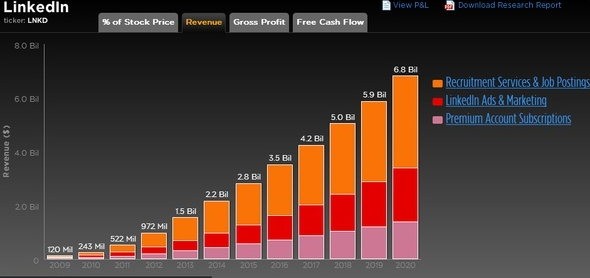 LinkedIn
ticker: LNKD
View P&L
Download Research Report
% of Stock Price
Revenue
Gross Profit
Free Cash Flow
8.0 Bil
6.0 Bil
4.0 Bil
2.0 Bil
0
Revenue ($)
120 Mil
243 Mil
522 Mil
972 Mil
1.5 Bil
2.2 Bil
2.8 Bil
3.5 Bil
4.2 Bil
5.0 Bil
5.9 Bil
6.8 Bil
2009 2010 2011 2012 2013 2014 2015 2016 2017 2018 2019 2020
Recruitment Services & Job Postings
LinkedIn Ads & Marketing
Premium Account Subscriptions